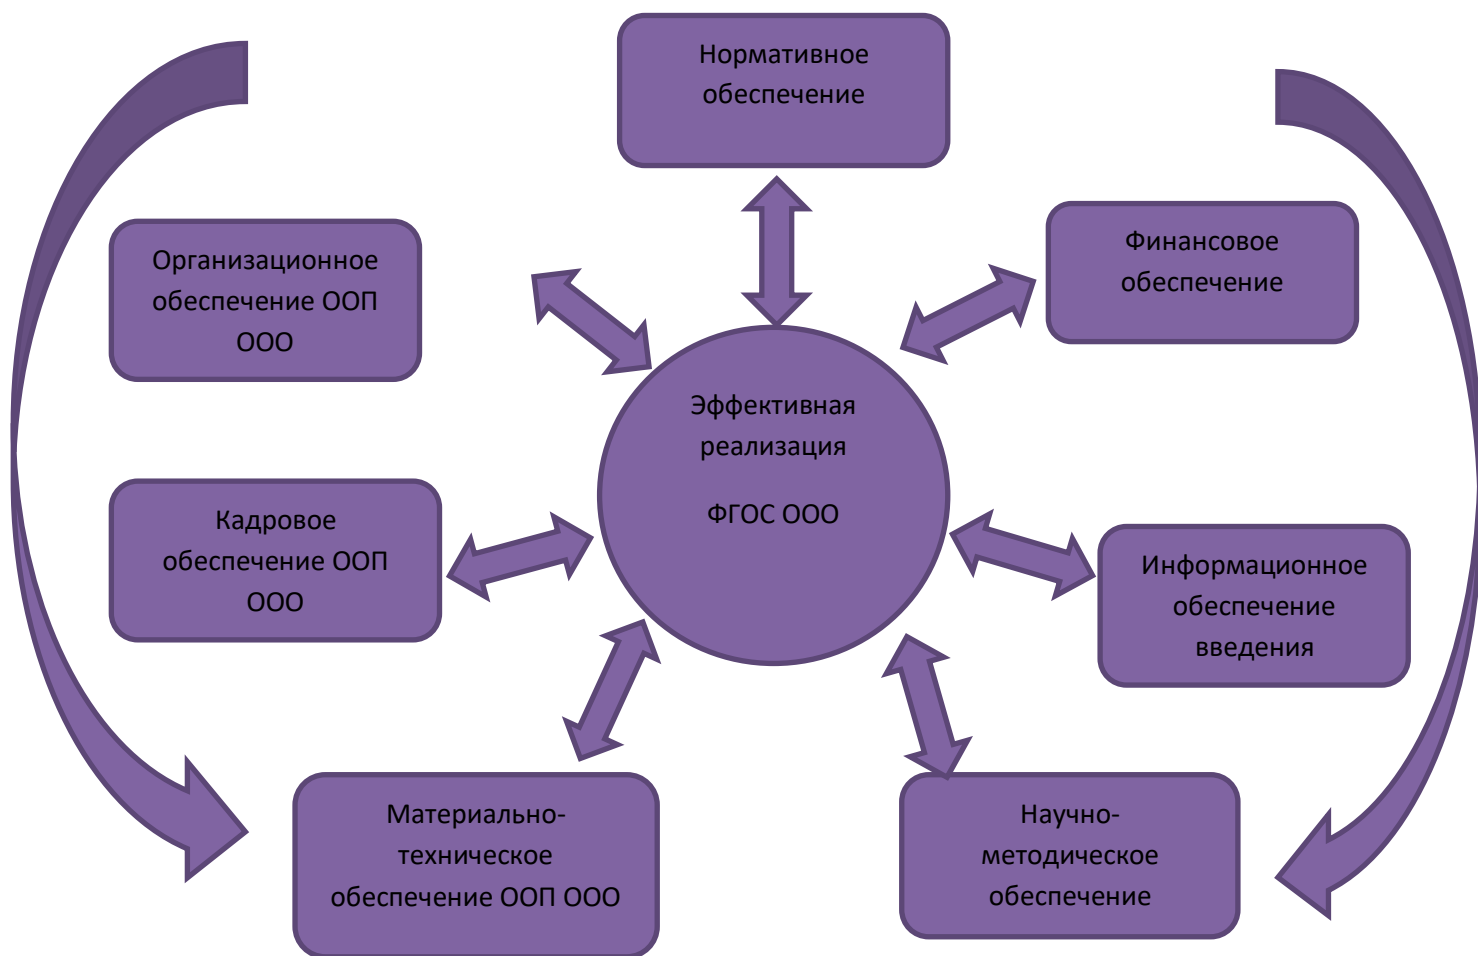 Нормативное
обеспечение
Организационное
обеспечение ООП
ООО
Финансовое
обеспечение
Эффективная
реализация
ФГОС ООО
Кадровое
обеспечение ООП
ООО
Информационное
обеспечение
введения
Материально-
техническое
обеспечение ООП ООО
Научно-
методическое
обеспечение